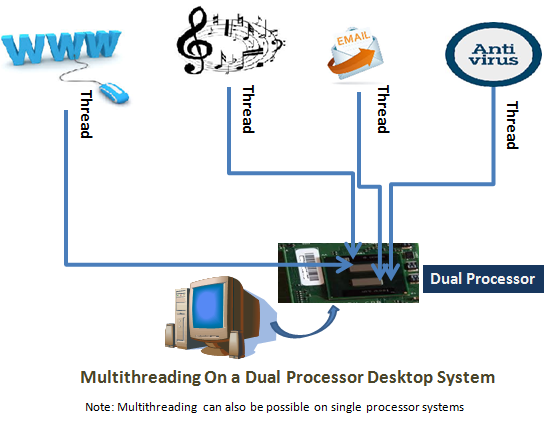 WWW
EMAIL
Anti
virus
Thread
Thread
Thread
Thread
Dual Processor
Multithreading On a Dual Processor Desktop System
Note: Multithreading can also be possible on single processor systems